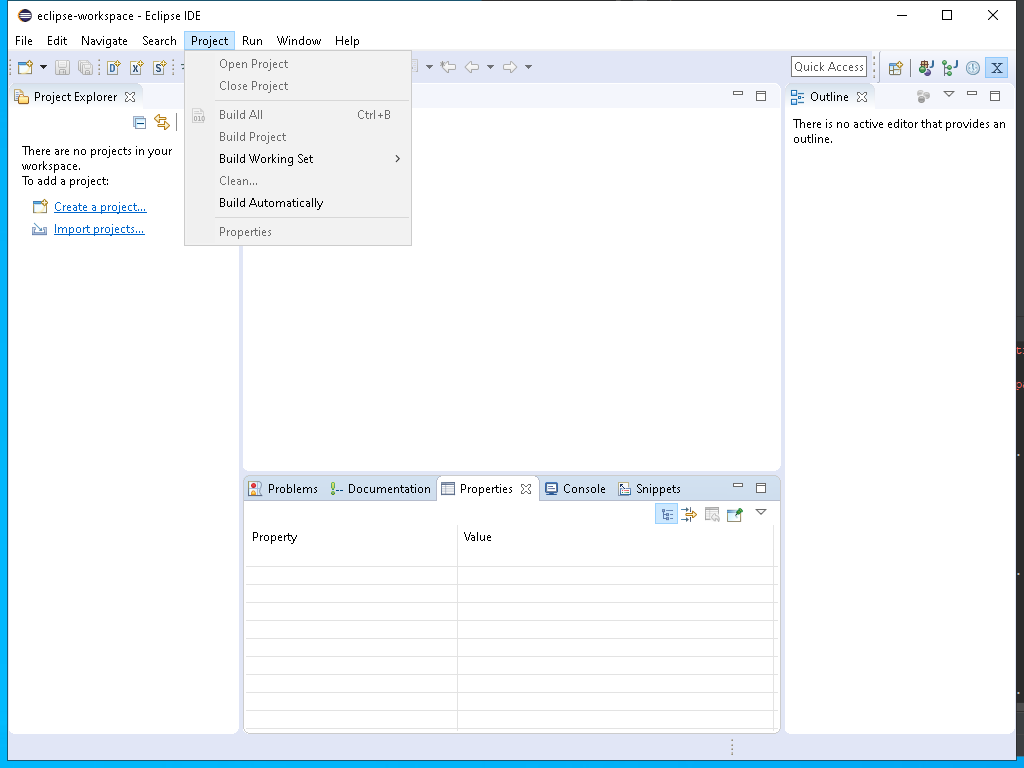 eclipse-workspace - Eclipse IDE
File Edit Navigate Search Project Run Window Help
Quick Access
Open Project
Close Project
Build All Ctrl+B
Build Project
Build Working Set
Clean...
Build Automatically
Properties
Project Explorer
There are no projects in your
workspace.
To add a project:
Create a project...
Import projects...
Outline
There is no active editor that provides an
outline.
Problems Documentation Properties Console Snippets
Property Value